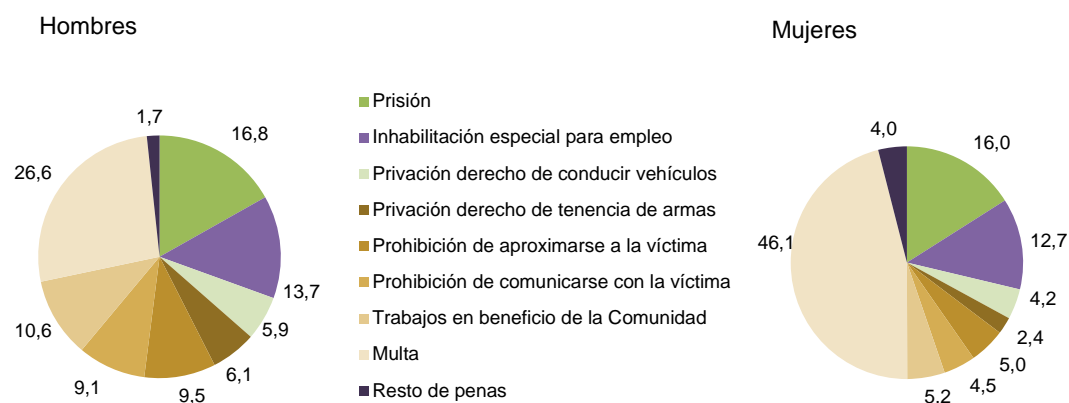 Hombres
1,7
16,8
26,6
13,7
5,9
10,6
6,1
9,1
9,5
Prisión
Inhabilitación especial para empleo
Privación derecho de conducir vehículos
Privación derecho de tenencia de armas
Prohibición de aproximarse a la víctima
Prohibición de comunicarse con la víctima
Trabajos en beneficio de la Comunidad
Multa
Resto de penas
Mujeres
4,0
16,0
46,1
12,7
4,2
2,4
5,0
4,5
5,2